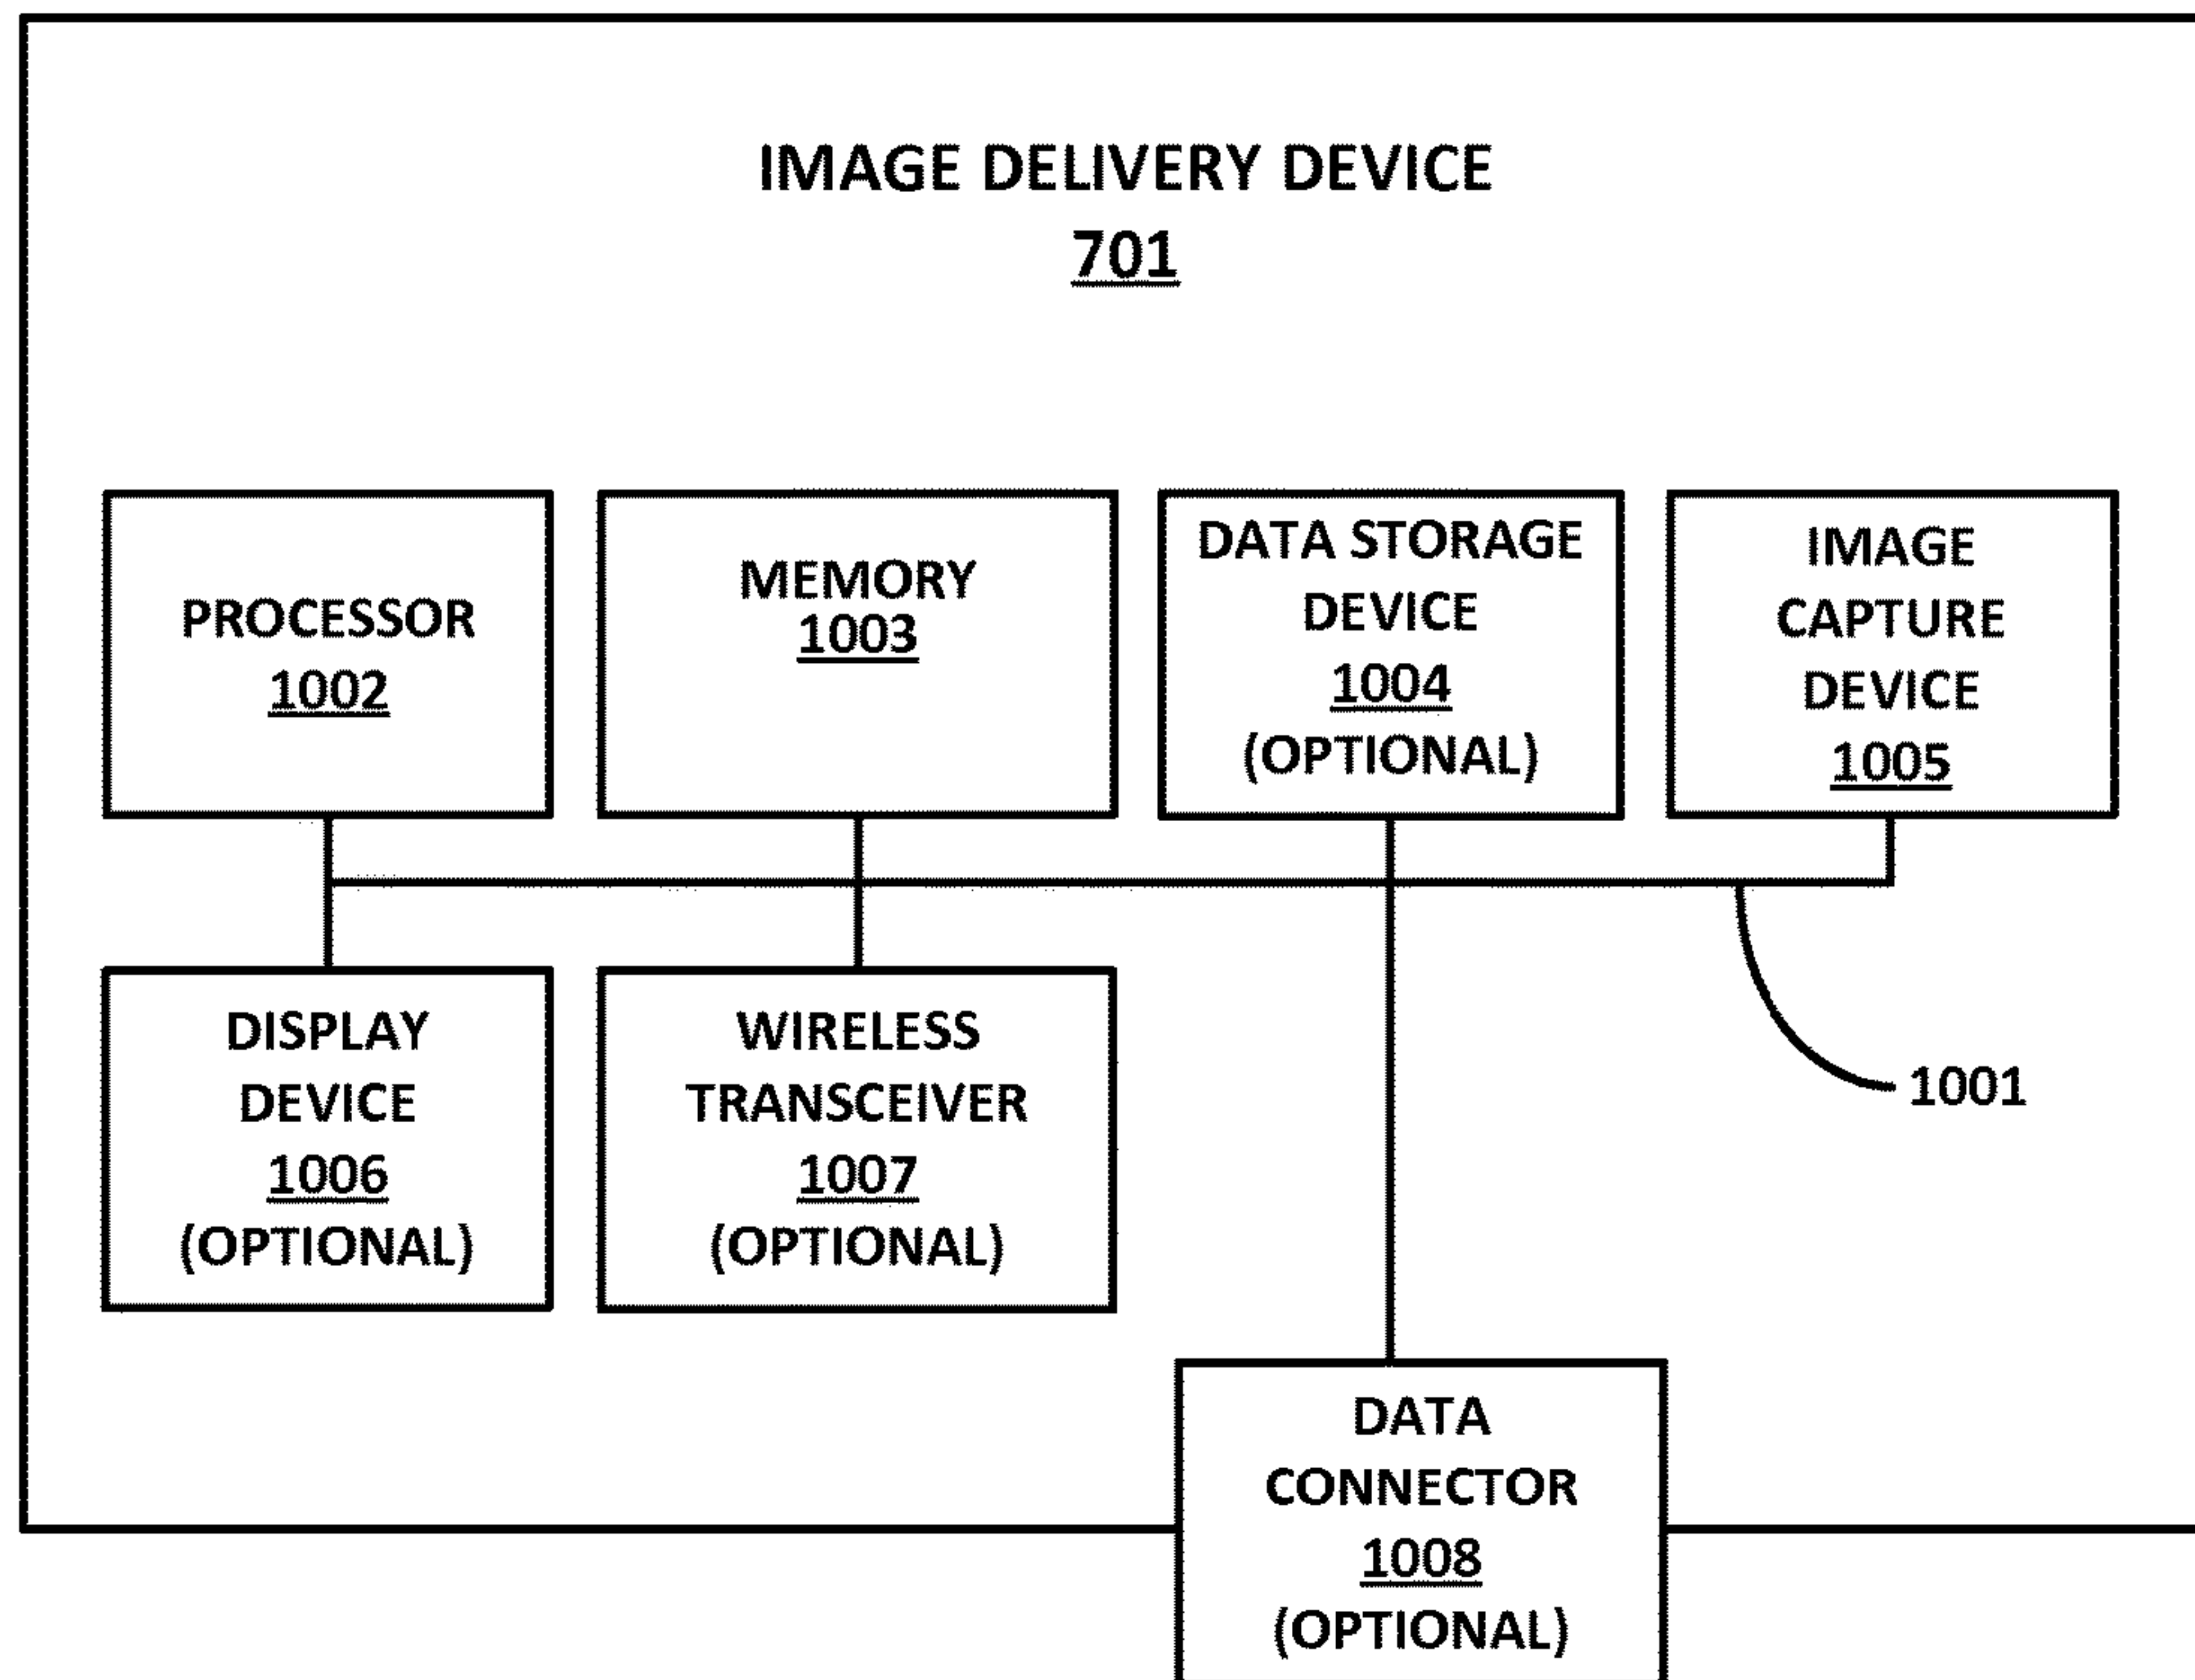 IMAGE DELIVERY DEVICE
701
PROCESSOR
1002
MEMORY
1003
DATA STORAGE
DEVICE
1004
(OPTIONAL)
IMAGE
CAPTURE
DEVICE
1005
DISPLAY
DEVICE
1006
(OPTIONAL)
WIRELESS
TRANSCEIVER
1007
(OPTIONAL)
1001
DATA
CONNECTOR
1008
(OPTIONAL)